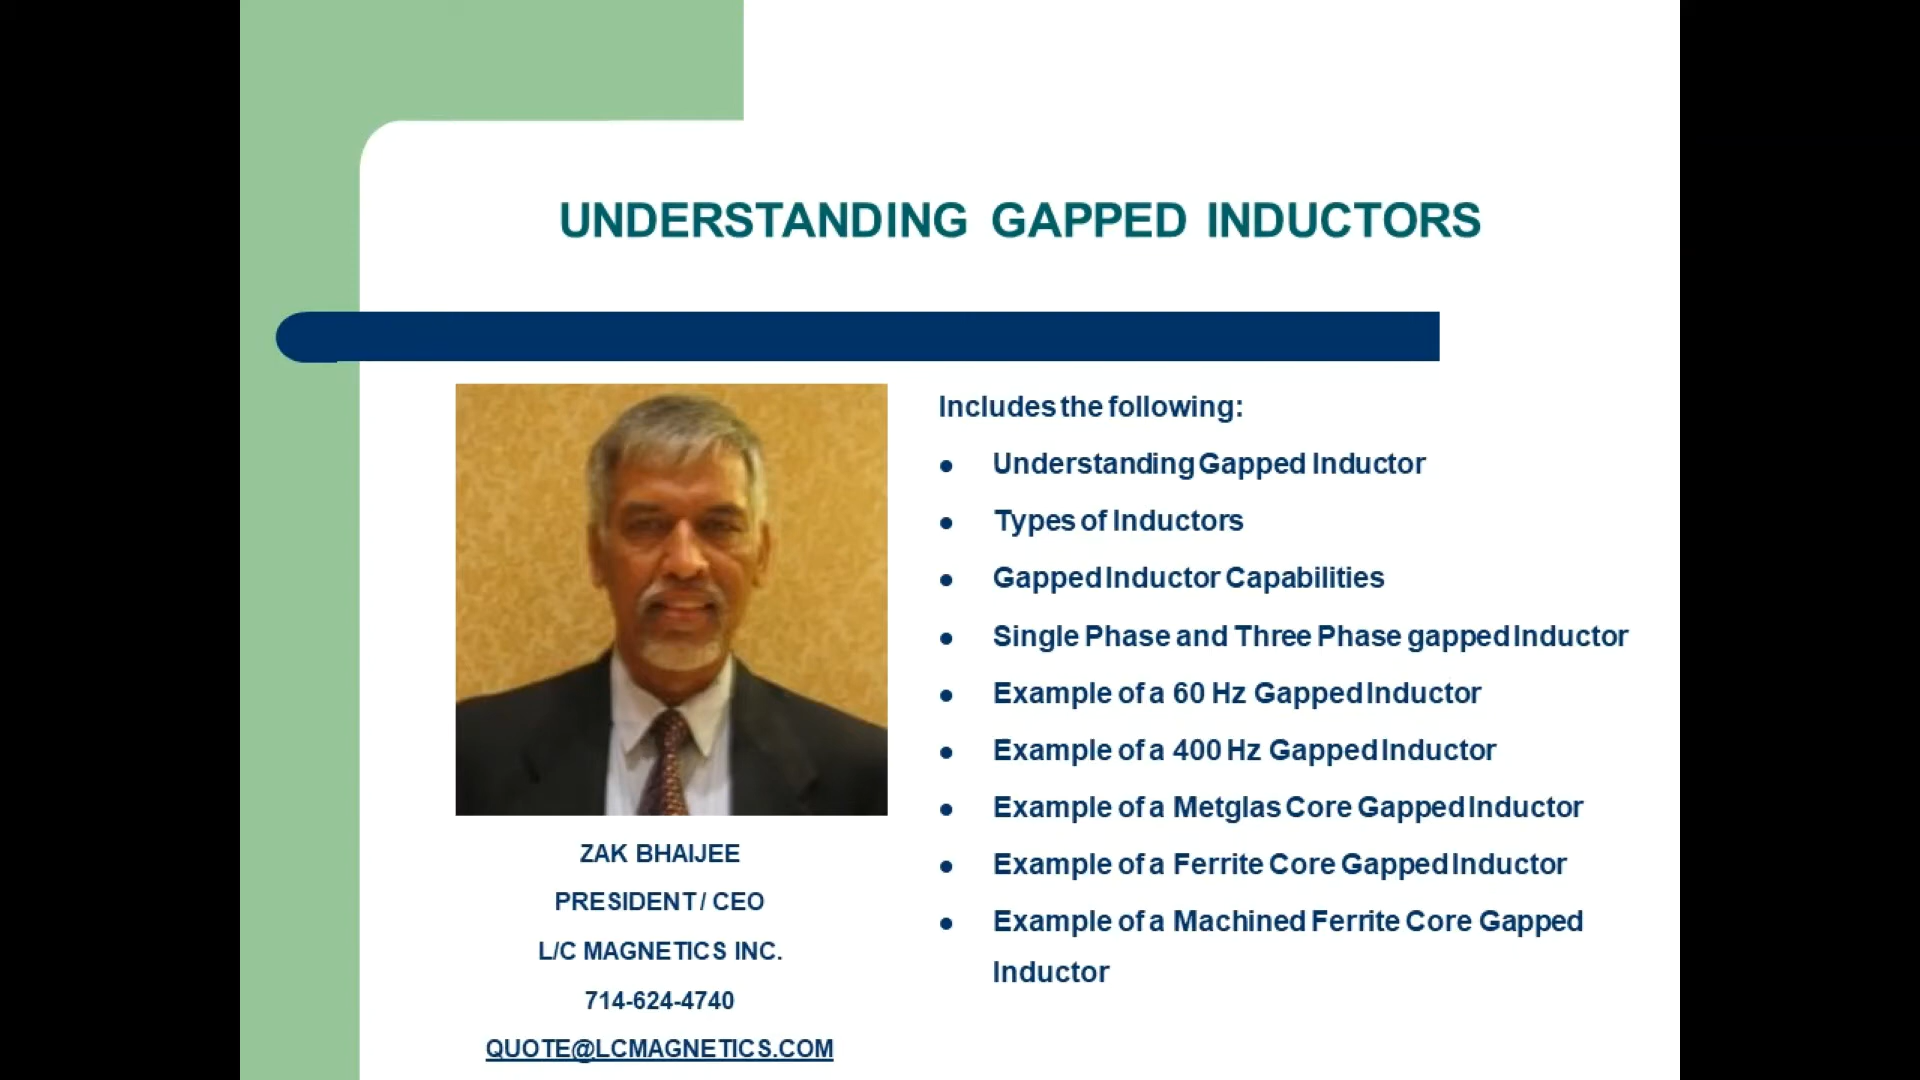 UNDERSTANDING GAPPED INDUCTORS
ZAK BHAIJEE
PRESIDENT / CEO
L/C MAGNETICS INC.
714-624-4740
QUOTE@LCMAGNETICS.COM
Includes the following:
• Understanding Gapped Inductor
• Types of Inductors
• Gapped Inductor Capabilities
• Single Phase and Three Phase gapped Inductor
• Example of a 60 Hz Gapped Inductor
• Example of a 400 Hz Gapped Inductor
• Example of a Metglas Core Gapped Inductor
• Example of a Ferrite Core Gapped Inductor
• Example of a Machined Ferrite Core Gapped
Inductor